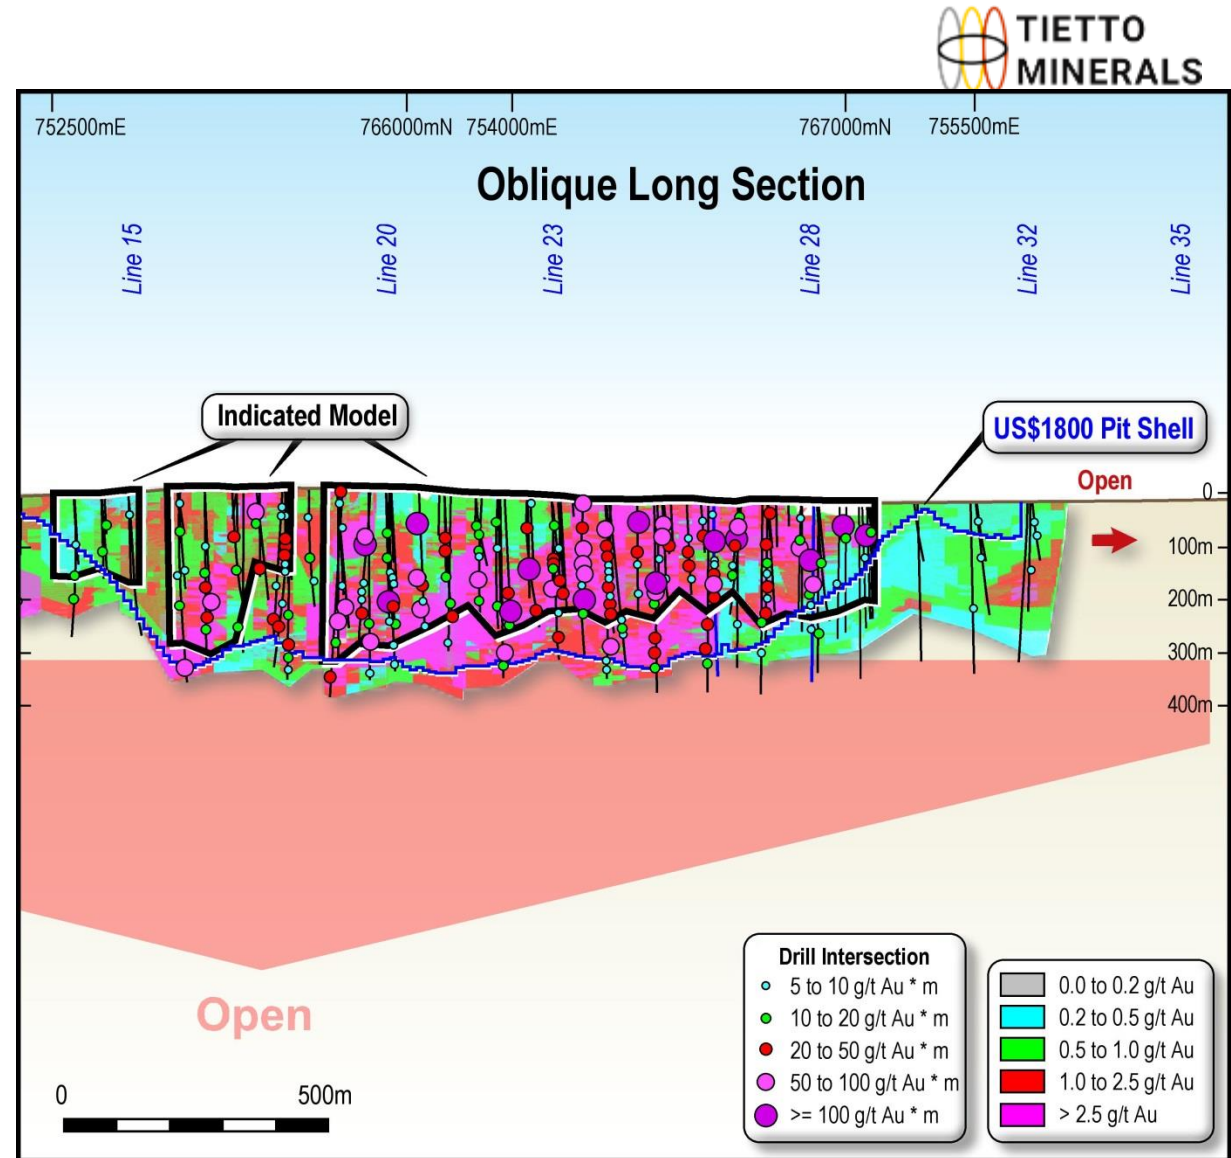 TIETTO
MINERALS
752500mE
766000mN
754000mE
767000mN
755500mE
Oblique Long Section
Line 15
Line 20
Line 23
Line 28
Line 32
Line 35
Indicated Model
US$1800 Pit Shell
Open
0
100m
200m
300m
400m
Open
0
500m
Drill Intersection
5 to 10 g/t Au * m
10 to 20 g/t Au * m
20 to 50 g/t Au * m
50 to 100 g/t Au * m
>= 100 g/t Au * m
0.0 to 0.2 g/t Au
0.2 to 0.5 g/t Au
0.5 to 1.0 g/t Au
1.0 to 2.5 g/t Au
> 2.5 g/t Au